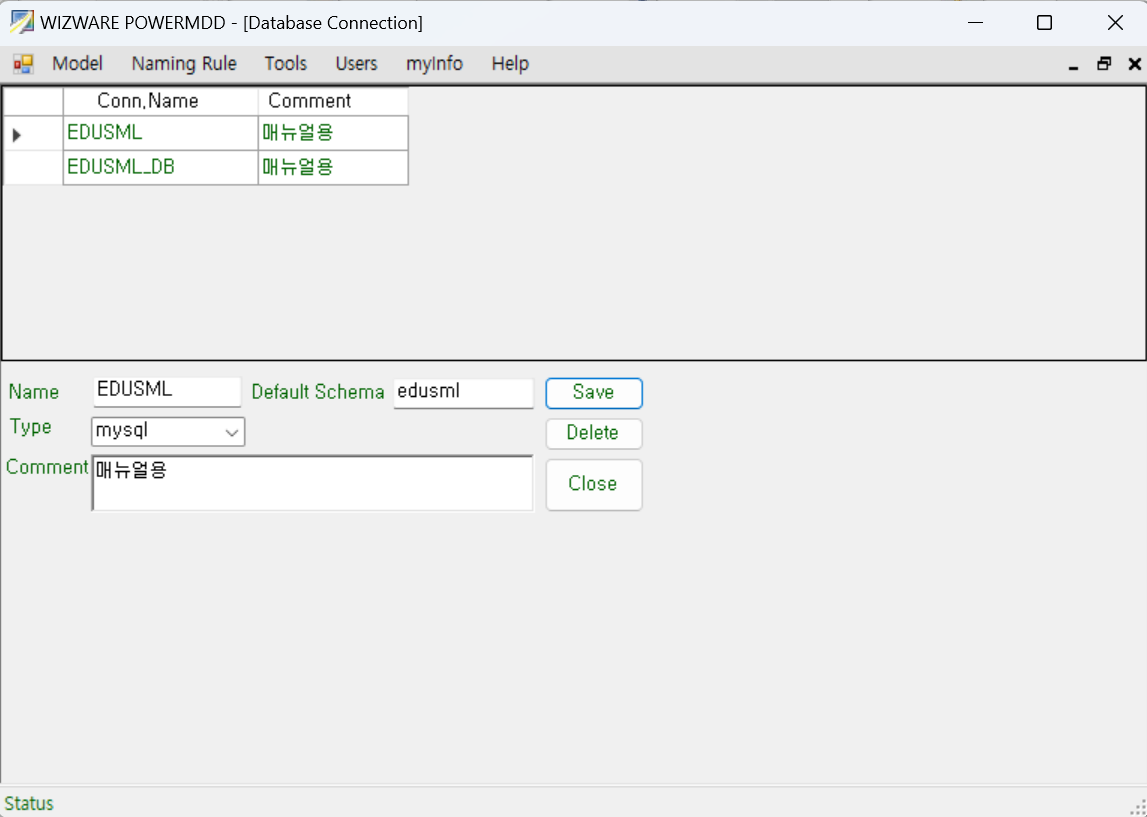 WIZWARE POWERMDD - [Database Connection]
Model Naming Rule Tools Users myInfo Help
Conn,Name Comment
EDUSML 매뉴얼용
EDUSML_DB 매뉴얼용
Name EDUSML Default Schema edusml Save
Type mysql Delete
Comment 매뉴얼용 Close
Status